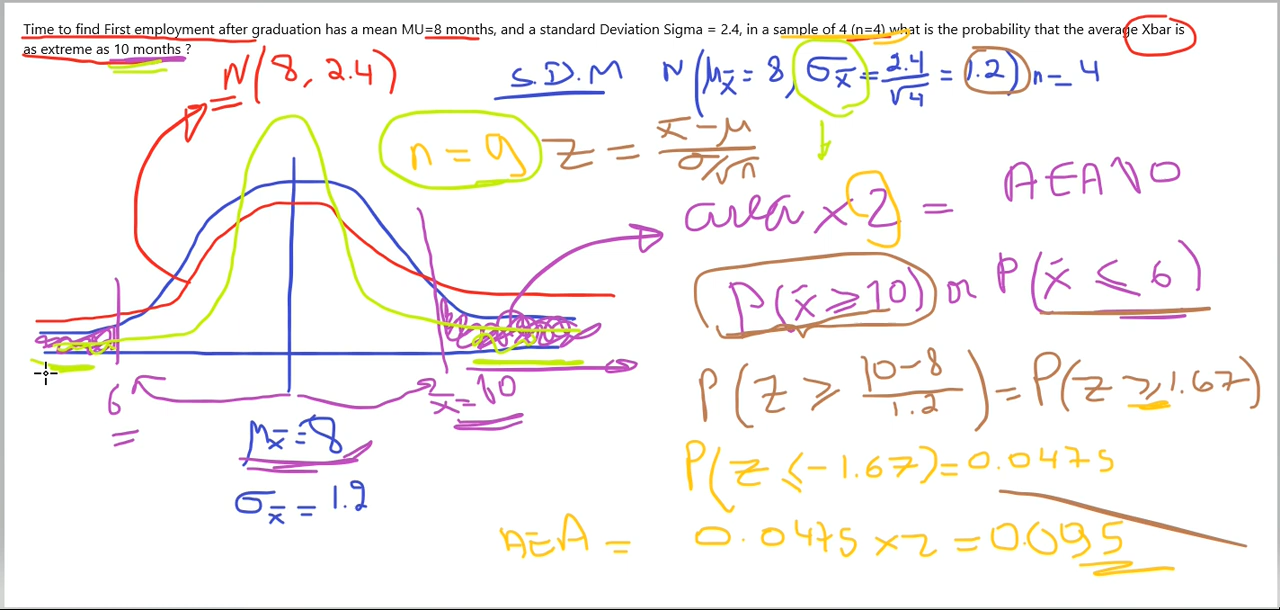 Time to find First employment after graduation has a mean MU=8 months, and a standard Deviation Sigma = 2.4, in a sample of 4 (n=4) what is the probability that the average Xbar is
as extreme as 10 months ?
N(8, 2.4)
S.D.M N(μx̄ = 8, σx̄ = 2.4/√4 = 1.2) n = 4
n = 9 z = (x̄ - μ)/(σ/√n)
area x 2 = AEA10
P(x̄ ⩾ 10) or P(x̄ ⩽ 6)
6 x̄ = 10
P(Z ⩾ (10-8)/1.2) = P(Z ⩾ 1.67)
μx̄ = 8
P(Z ⩽ -1.67) = 0.0475
σx̄ = 1.2
AEA = 0.0475 x 2 = 0.095